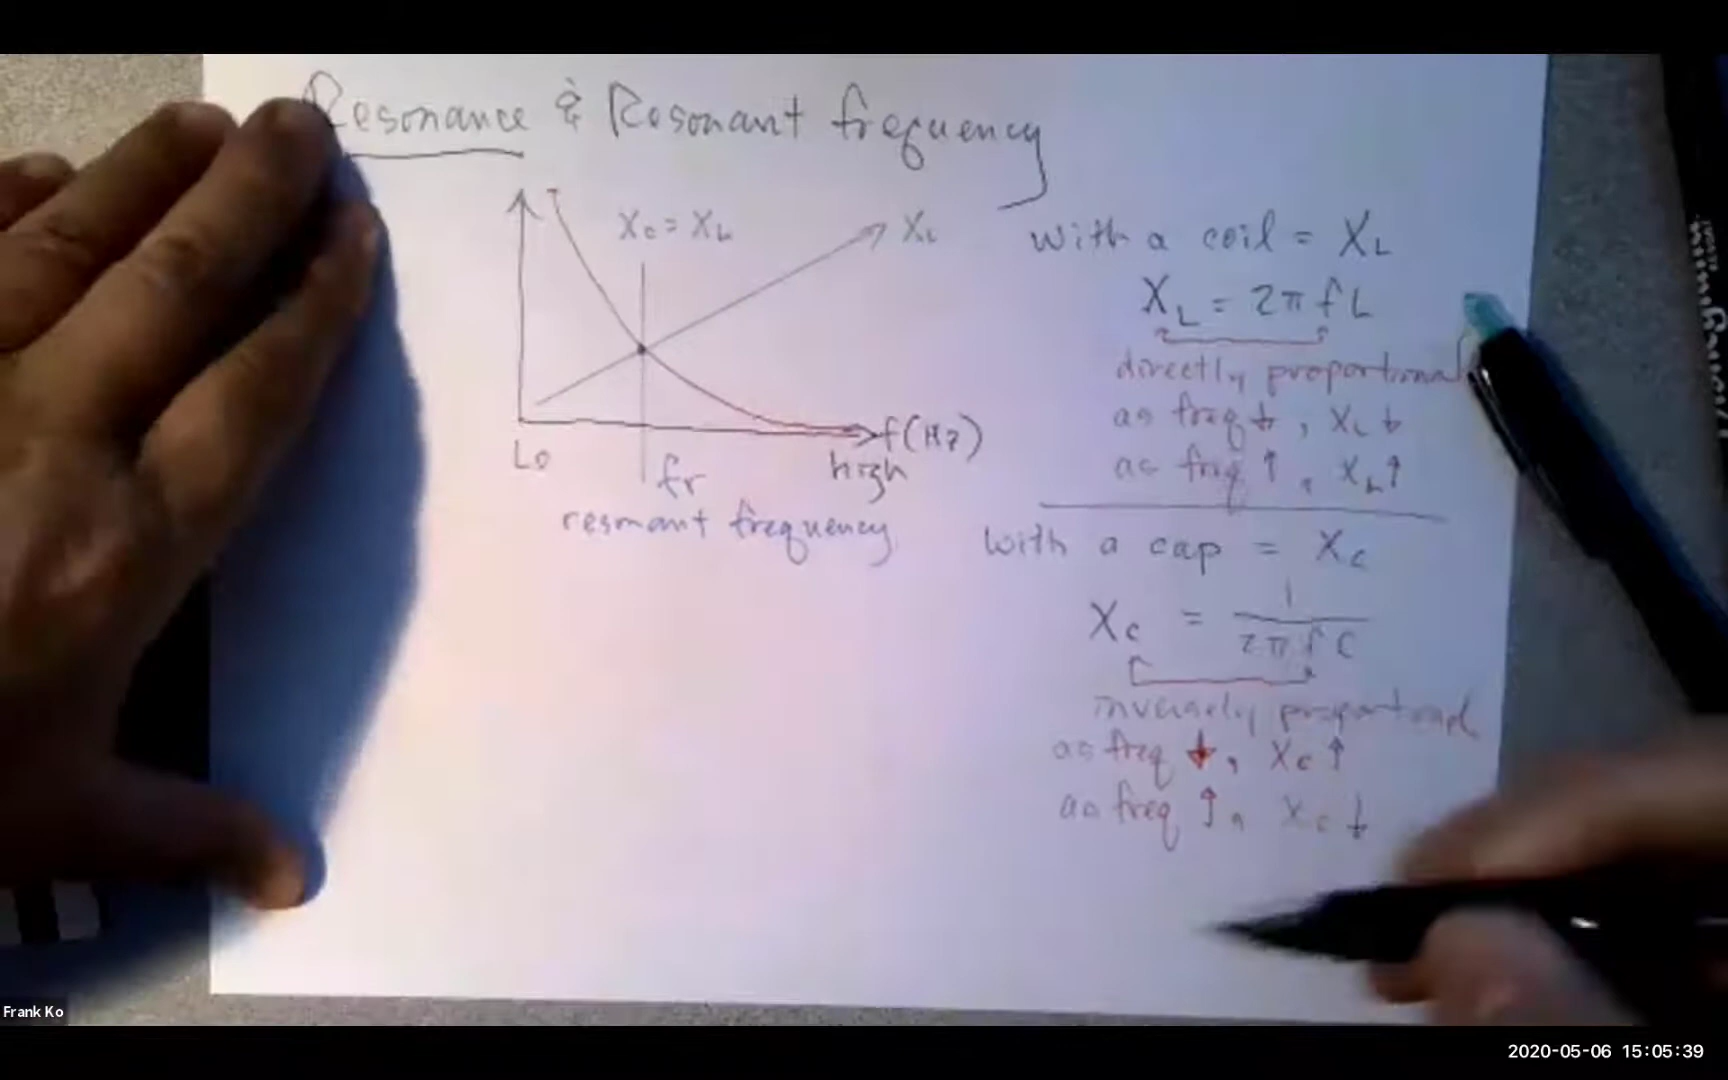 Resonance & Resonant frequency
Xc = XL
XL
f(Hz)
Lo
high
fr
resonant frequency
With a coil = XL
XL = 2π f L
directly proportional
as freq ↓, XL ↓
as freq ↑, XL ↑
With a cap = Xc
Xc = 1 / 2π f C
inversely proportional
as freq ↓, Xc ↑
as freq ↑, Xc ↓
Frank Ko
2020-05-06 15:05:39